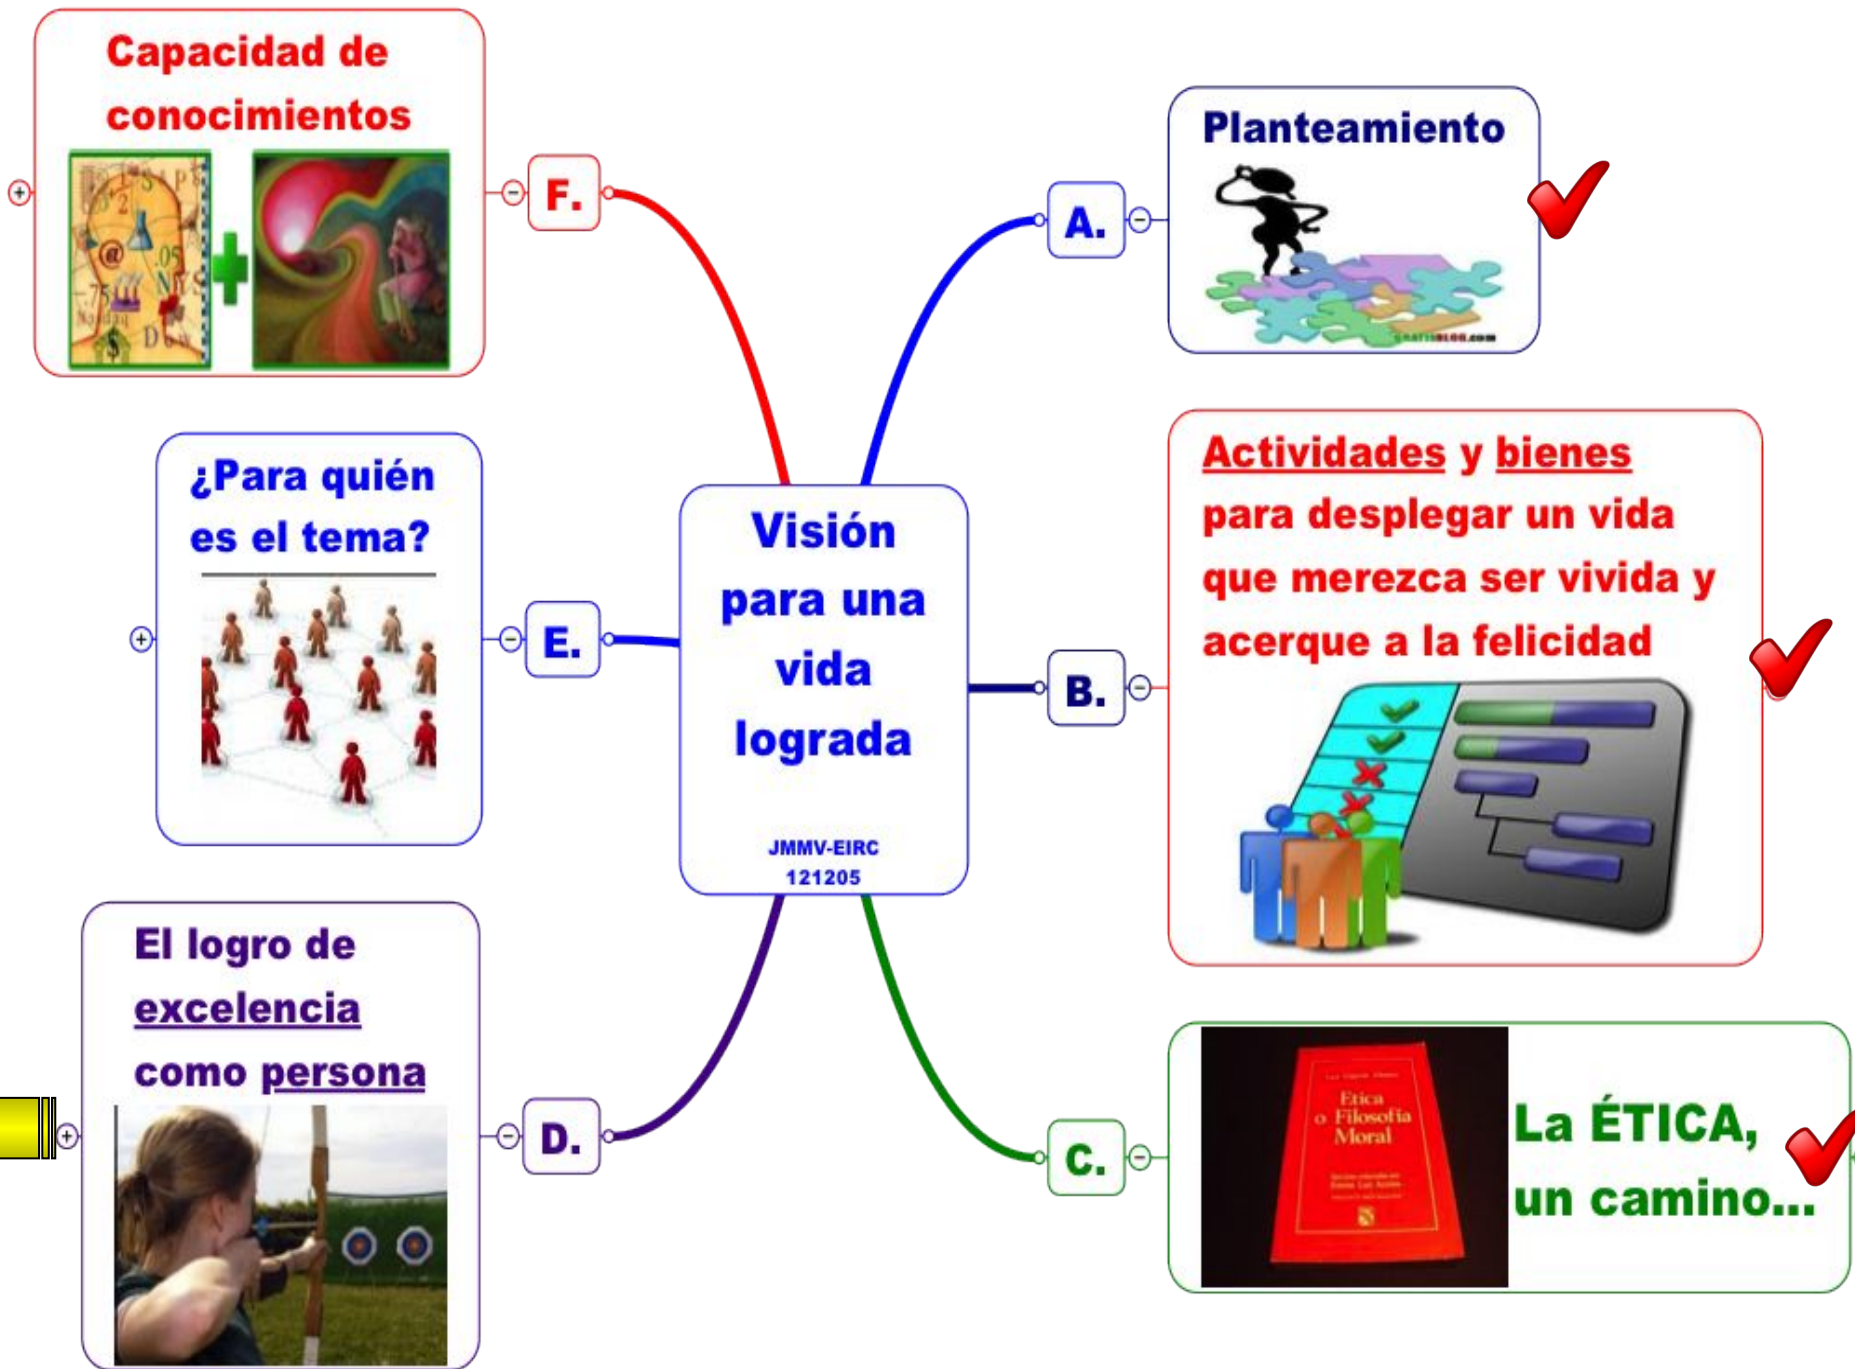 Visión
para una
vida
lograda
JMMV-EIRC
121205
A.
Planteamiento
B.
Actividades y bienes
para desplegar un vida
que merezca ser vivida y
acerque a la felicidad
C.
Etica
o Filosofía
Moral
La ÉTICA,
un camino...
D.
El logro de
excelencia
como persona
E.
¿Para quién
es el tema?
F.
Capacidad de
conocimientos